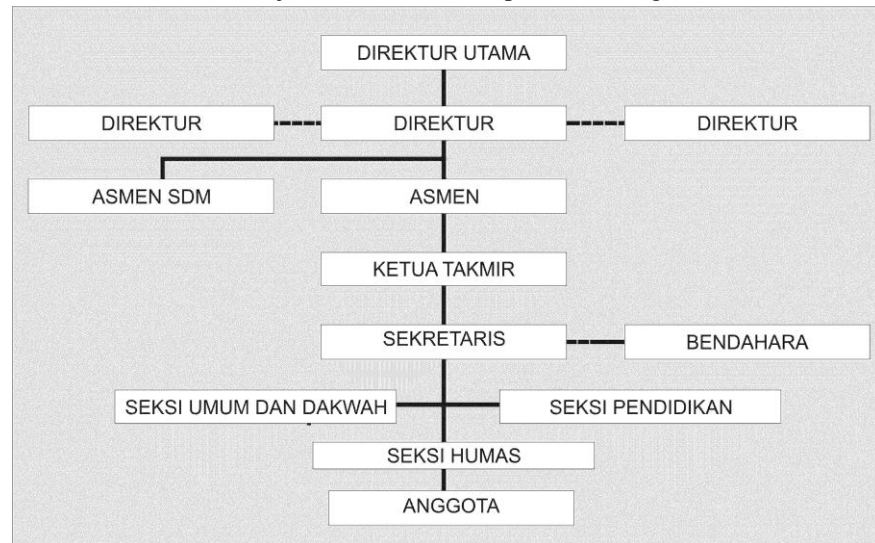 DIREKTUR UTAMA
DIREKTUR
DIREKTUR
DIREKTUR
ASMEN SDM
ASMEN
KETUA TAKMIR
SEKRETARIS
BENDAHARA
SEKSI UMUM DAN DAKWAH
SEKSI PENDIDIKAN
SEKSI HUMAS
ANGGOTA